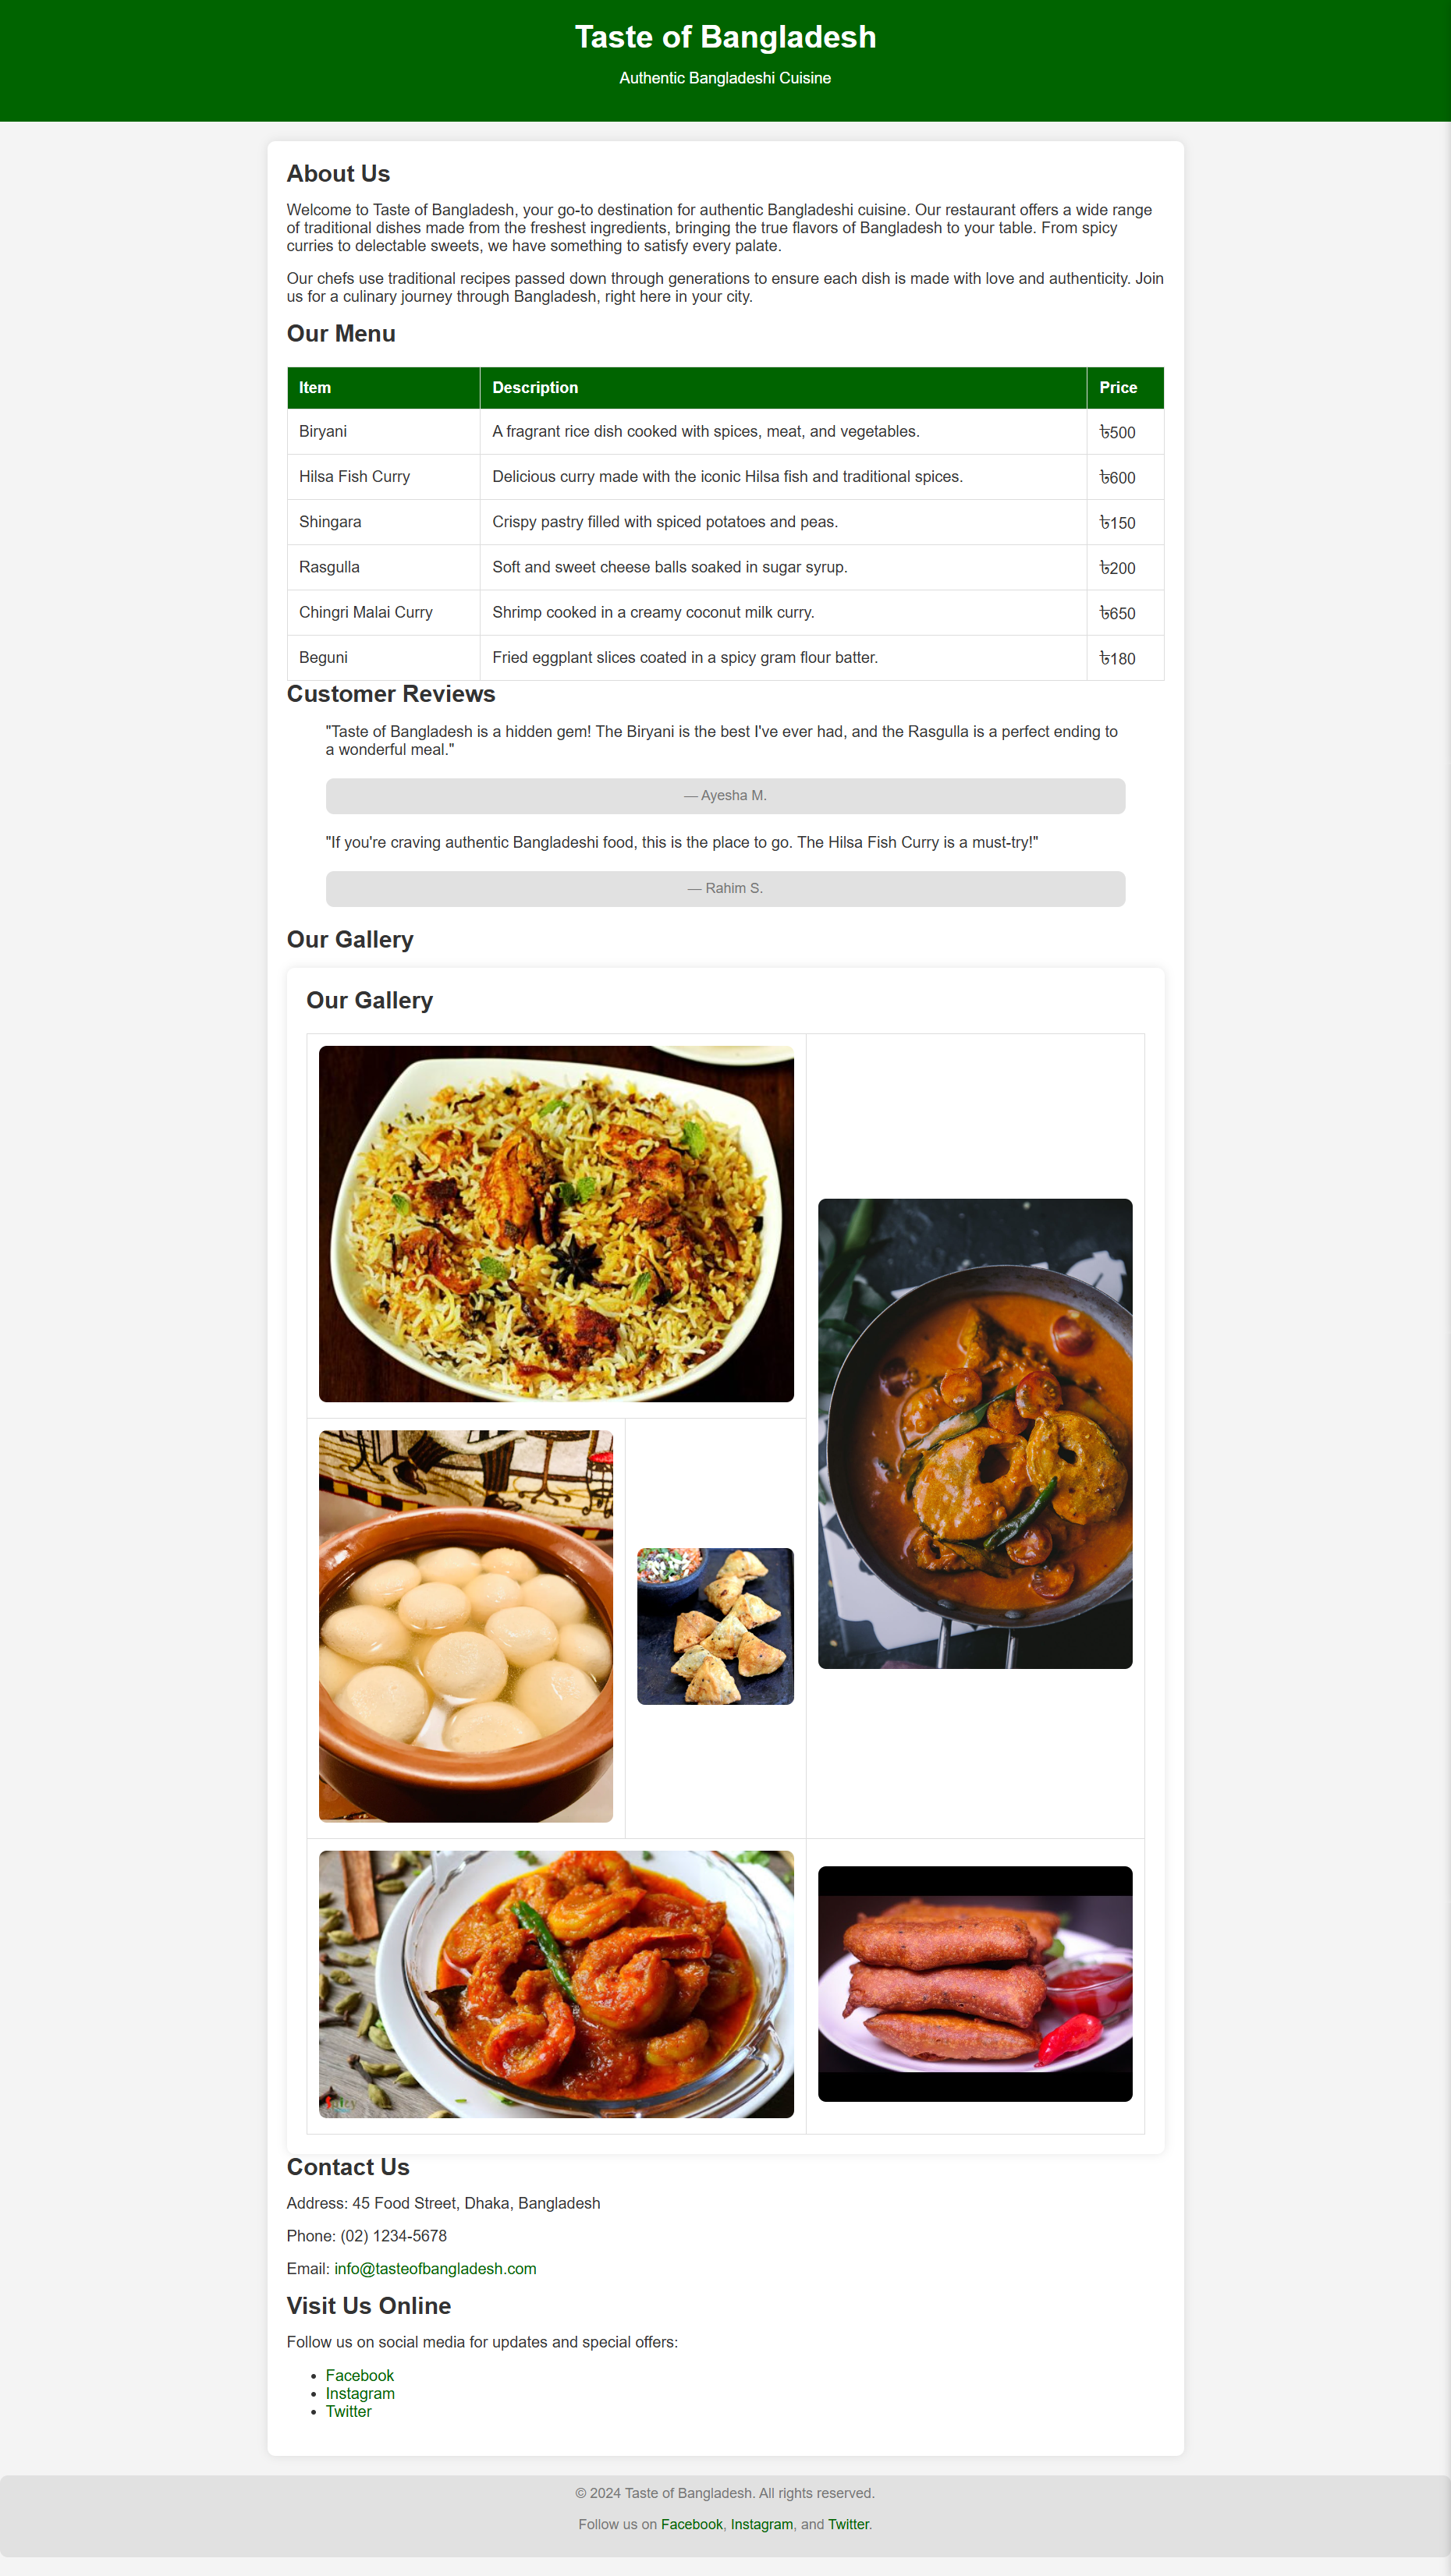 Taste of Bangladesh
Authentic Bangladeshi Cuisine
About Us
Welcome to Taste of Bangladesh, your go-to destination for authentic Bangladeshi cuisine. Our restaurant offers a wide range
of traditional dishes made from the freshest ingredients, bringing the true flavors of Bangladesh to your table. From spicy
curries to delectable sweets, we have something to satisfy every palate.
Our chefs use traditional recipes passed down through generations to ensure each dish is made with love and authenticity. Join
us for a culinary journey through Bangladesh, right here in your city.
Our Menu
Item Description Price
Biryani A fragrant rice dish cooked with spices, meat, and vegetables. ৳500
Hilsa Fish Curry Delicious curry made with the iconic Hilsa fish and traditional spices. ৳600
Shingara Crispy pastry filled with spiced potatoes and peas. ৳150
Rasgulla Soft and sweet cheese balls soaked in sugar syrup. ৳200
Chingri Malai Curry Shrimp cooked in a creamy coconut milk curry. ৳650
Beguni Fried eggplant slices coated in a spicy gram flour batter. ৳180
Customer Reviews
"Taste of Bangladesh is a hidden gem! The Biryani is the best I've ever had, and the Rasgulla is a perfect ending to
a wonderful meal."
— Ayesha M.
"If you're craving authentic Bangladeshi food, this is the place to go. The Hilsa Fish Curry is a must-try!"
— Rahim S.
Our Gallery
Our Gallery
Contact Us
Address: 45 Food Street, Dhaka, Bangladesh
Phone: (02) 1234-5678
Email: info@tasteofbangladesh.com
Visit Us Online
Follow us on social media for updates and special offers:
• Facebook
• Instagram
• Twitter
© 2024 Taste of Bangladesh. All rights reserved.
Follow us on Facebook, Instagram, and Twitter.